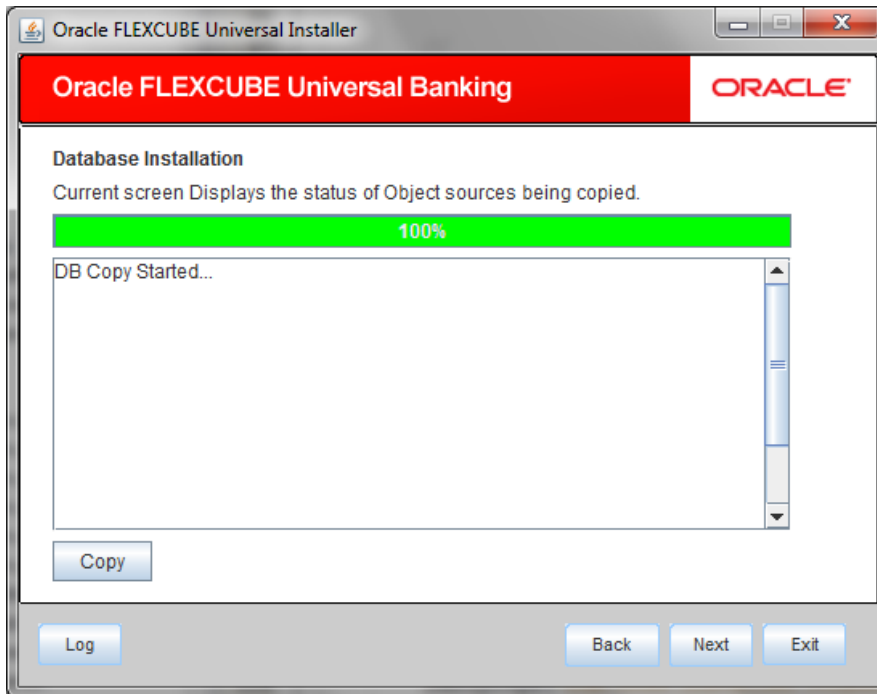 Oracle FLEXCUBE Universal Installer
Oracle FLEXCUBE Universal Banking
ORACLE
Database Installation
Current screen Displays the status of Object sources being copied.
100%
DB Copy Started...
Copy
Log
Back
Next
Exit